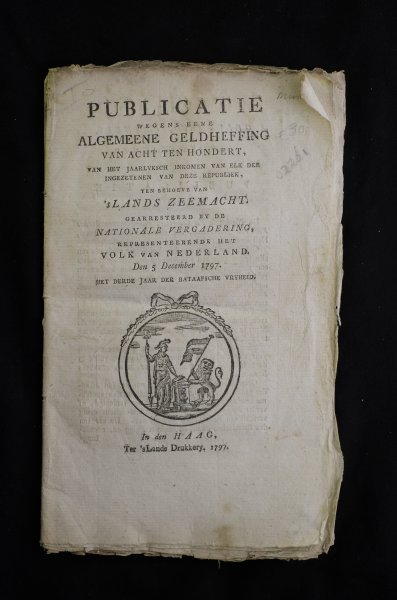 PUBLICATIE
WEGENS EENE
ALGEMEENE GELDHEFFING
VAN ACHT TEN HONDERT,
VAN HET JAARLYKSCH INKOMEN VAN ELK DER
INGEZETENEN VAN DEZE REPUBLIEK,
TEN BEHOEVE VAN
'sLANDS ZEEMACHT.
GEARRESTEERD BY DE
NATIONALE VERGADERING,
REPRESENTEERENDE HET
VOLK VAN NEDERLAND.
Den 5 December 1797.
HET DERDE JAAR DER BATAAFSCHE VRYHEID.
In den HAAG,
Ter 'sLands Drukkery, 1797.